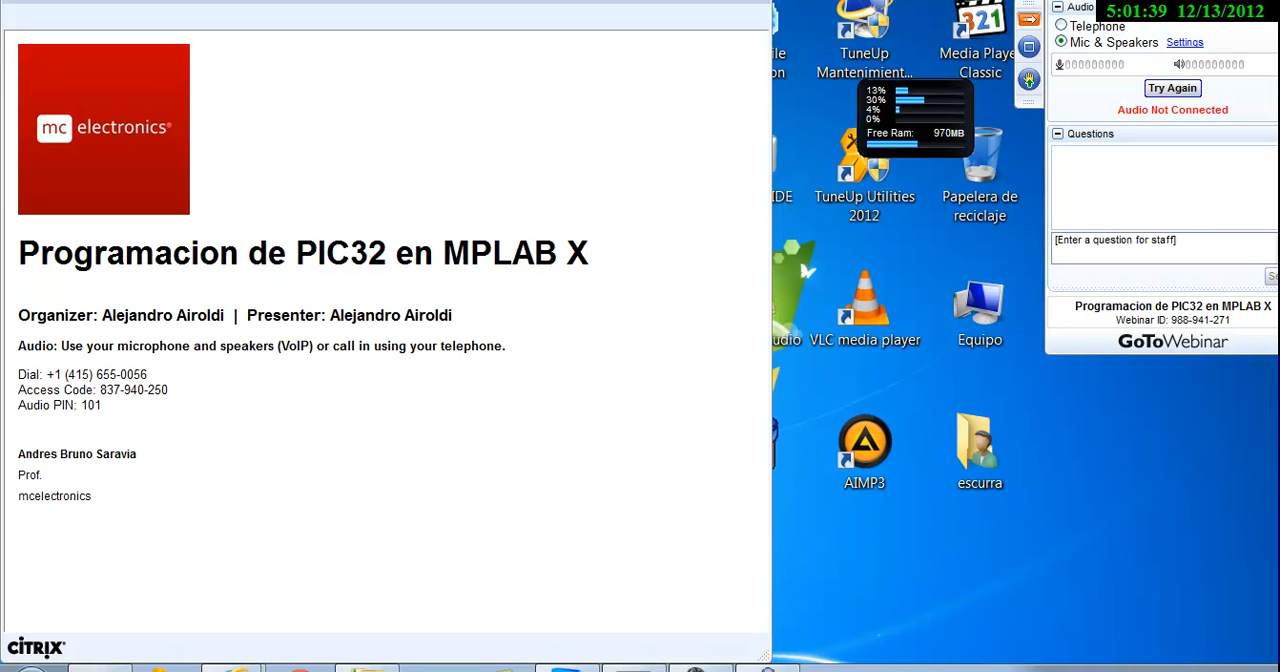 mc electronics®
Programacion de PIC32 en MPLAB X
Organizer: Alejandro Airoldi | Presenter: Alejandro Airoldi
Audio: Use your microphone and speakers (VoIP) or call in using your telephone.
Dial: +1 (415) 655-0056
Access Code: 837-940-250
Audio PIN: 101
Andres Bruno Saravia
Prof.
mcelectronics
CITRIX®
TuneUp
Mantenimient...
321
Media Playe
Classic
13%
30%
4%
0%
Free Ram: 970MB
IDE
TuneUp Utilities
2012
Papelera de
reciclaje
udio
VLC media player
Equipo
AIMP3
escurra
Audio
5:01:39 12/13/2012
Telephone
Mic & Speakers Settings
Try Again
Audio Not Connected
Questions
[Enter a question for staff]
Se
Programacion de PIC32 en MPLAB X
Webinar ID: 988-941-271
GoToWebinar